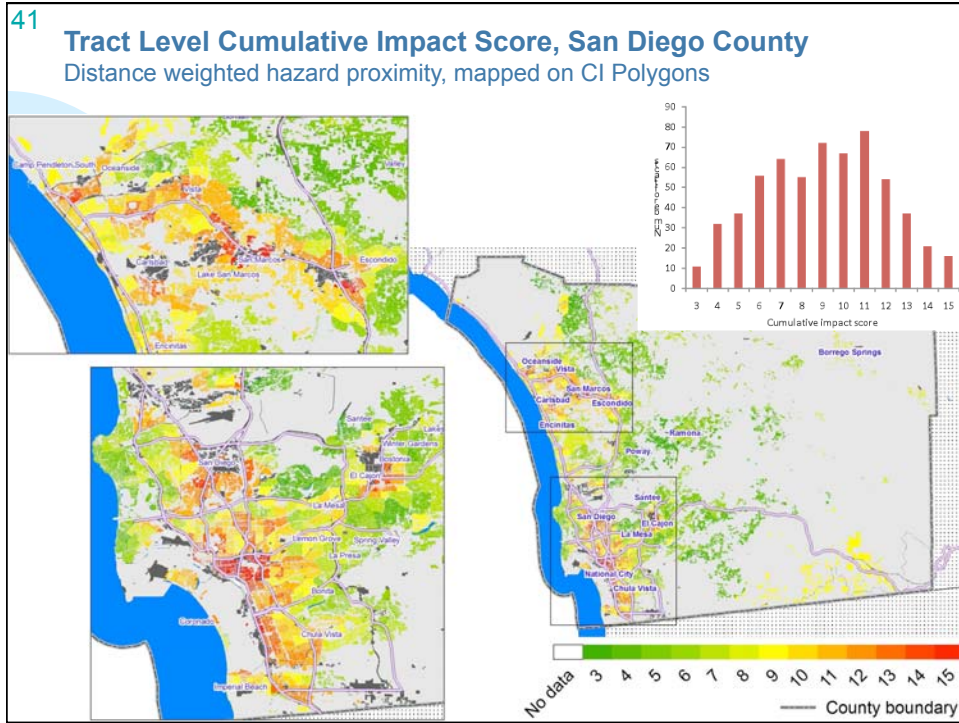 41
Tract Level Cumulative Impact Score, San Diego County
Distance weighted hazard proximity, mapped on CI Polygons
Camp Pendleton South
Oceanside
Valley
Vista
San Marcos
Carlsbad
Lake San Marcos
Escondido
Encinitas
90
80
70
60
50
40
30
20
10
0
3 4 5 6 7 8 9 10 11 12 13 14 15
Cumulative impact score
Borrego Springs
Oceanside
Vista
San Marcos
Carlsbad
Escondido
Encinitas
Ramona
Poway
Santee
San Diego
El Cajon
La Mesa
National City
Chula Vista
Santee
Lakes
Winter Gardens
Bostonia
San Diego
El Cajon
La Mesa
Lemon Grove
Spring Valley
La Presa
Bonita
Coronado
Chula Vista
Imperial Beach
No data 3 4 5 6 7 8 9 10 11 12 13 14 15
County boundary